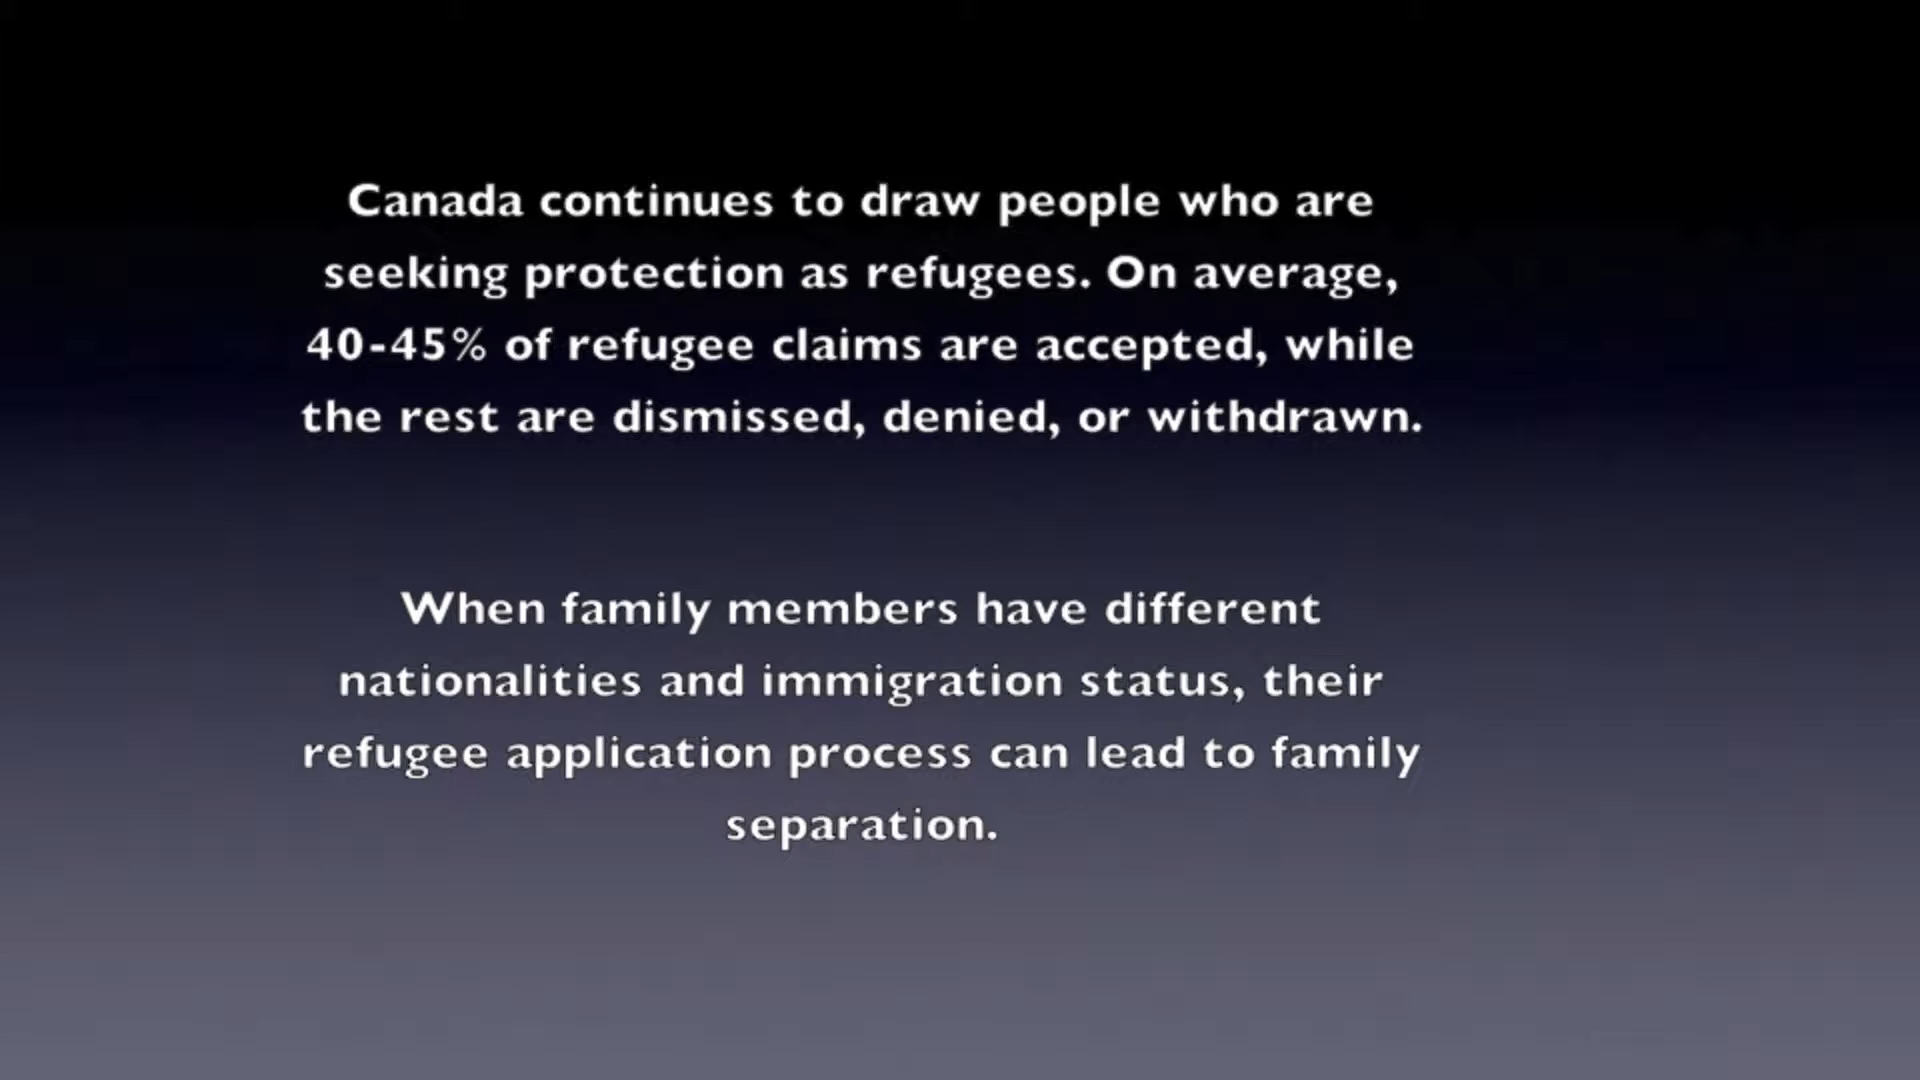 Canada continues to draw people who are
seeking protection as refugees. On average,
40-45% of refugee claims are accepted, while
the rest are dismissed, denied, or withdrawn.
When family members have different
nationalities and immigration status, their
refugee application process can lead to family
separation.